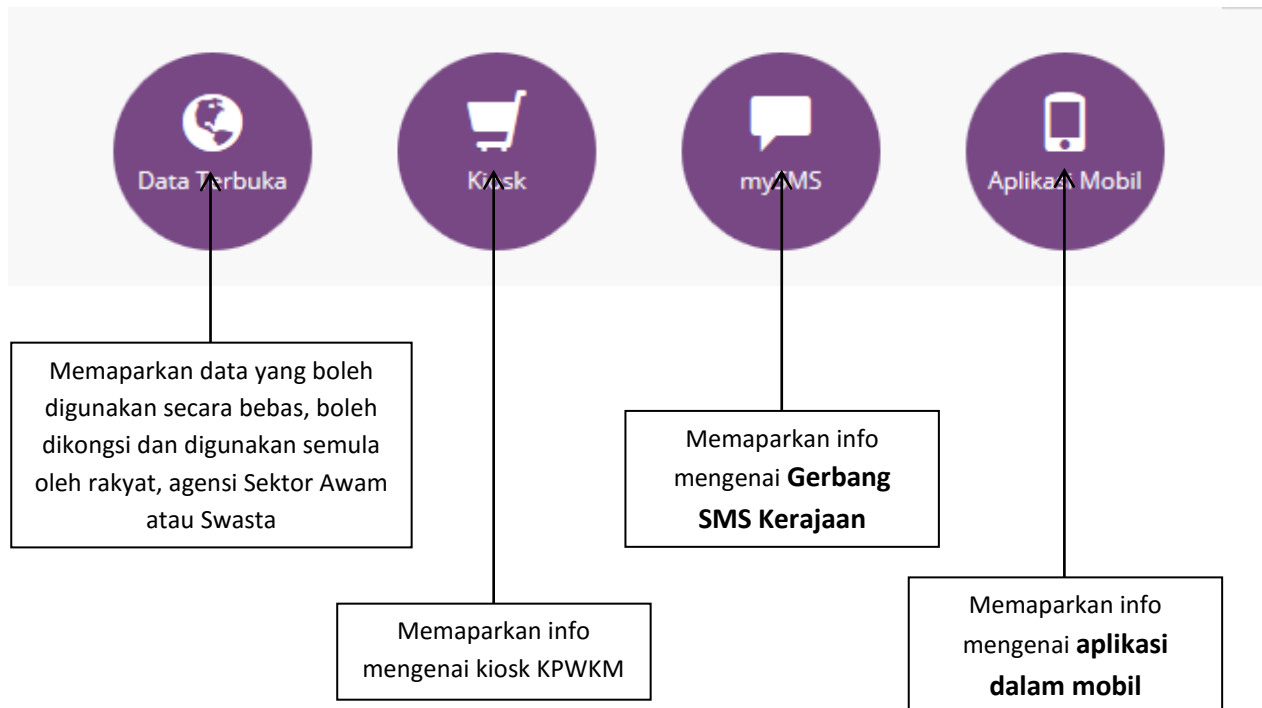 Data Terbuka
Kiosk
mySMS
Aplikasi Mobil
Memaparkan data yang boleh
digunakan secara bebas, boleh
dikongsi dan digunakan semula
oleh rakyat, agensi Sektor Awam
atau Swasta
Memaparkan info
mengenai kiosk KPWKM
Memaparkan info
mengenai Gerbang
SMS Kerajaan
Memaparkan info
mengenai aplikasi
dalam mobil